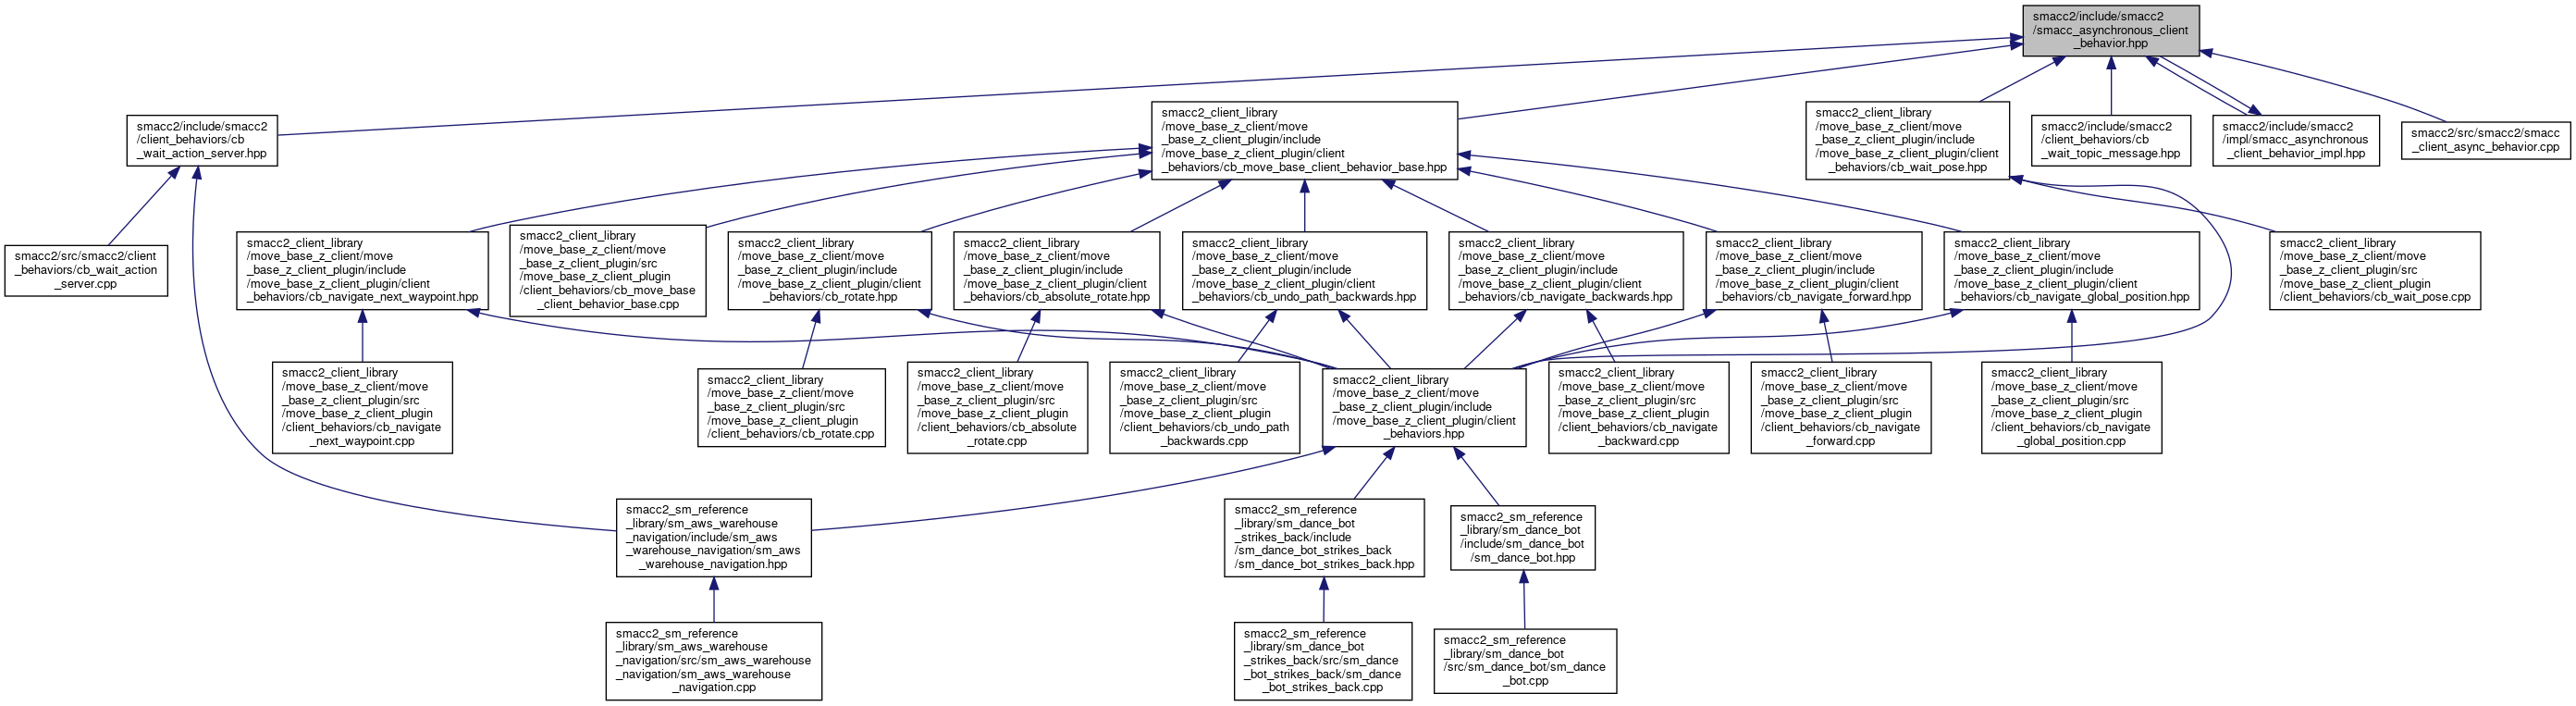 smacc2/include/smacc2
/smacc_asynchronous_client
_behavior.hpp
smacc2/include/smacc2
/client_behaviors/cb
_wait_action_server.hpp
smacc2_client_library
/move_base_z_client/move
_base_z_client_plugin/include
/move_base_z_client_plugin/client
_behaviors/cb_move_base_client_behavior_base.hpp
smacc2_client_library
/move_base_z_client/move
_base_z_client_plugin/include
/move_base_z_client_plugin/client
_behaviors/cb_wait_pose.hpp
smacc2/include/smacc2
/client_behaviors/cb
_wait_topic_message.hpp
smacc2/include/smacc2
/impl/smacc_asynchronous
_client_behavior_impl.hpp
smacc2/src/smacc2/smacc
_client_async_behavior.cpp
smacc2/src/smacc2/client
_behaviors/cb_wait_action
_server.cpp
smacc2_client_library
/move_base_z_client/move
_base_z_client_plugin/include
/move_base_z_client_plugin/client
_behaviors/cb_navigate_next_waypoint.hpp
smacc2_client_library
/move_base_z_client/move
_base_z_client_plugin/src
/move_base_z_client_plugin
/client_behaviors/cb_move_base
_client_behavior_base.cpp
smacc2_client_library
/move_base_z_client/move
_base_z_client_plugin/include
/move_base_z_client_plugin/client
_behaviors/cb_rotate.hpp
smacc2_client_library
/move_base_z_client/move
_base_z_client_plugin/include
/move_base_z_client_plugin/client
_behaviors/cb_absolute_rotate.hpp
smacc2_client_library
/move_base_z_client/move
_base_z_client_plugin/include
/move_base_z_client_plugin/client
_behaviors/cb_undo_path_backwards.hpp
smacc2_client_library
/move_base_z_client/move
_base_z_client_plugin/include
/move_base_z_client_plugin/client
_behaviors/cb_navigate_backwards.hpp
smacc2_client_library
/move_base_z_client/move
_base_z_client_plugin/include
/move_base_z_client_plugin/client
_behaviors/cb_navigate_forward.hpp
smacc2_client_library
/move_base_z_client/move
_base_z_client_plugin/include
/move_base_z_client_plugin/client
_behaviors/cb_navigate_global_position.hpp
smacc2_client_library
/move_base_z_client/move
_base_z_client_plugin/src
/move_base_z_client_plugin
/client_behaviors/cb_wait_pose.cpp
smacc2_client_library
/move_base_z_client/move
_base_z_client_plugin/src
/move_base_z_client_plugin
/client_behaviors/cb_navigate
_next_waypoint.cpp
smacc2_client_library
/move_base_z_client/move
_base_z_client_plugin/src
/move_base_z_client_plugin
/client_behaviors/cb_rotate.cpp
smacc2_client_library
/move_base_z_client/move
_base_z_client_plugin/src
/move_base_z_client_plugin
/client_behaviors/cb_absolute
_rotate.cpp
smacc2_client_library
/move_base_z_client/move
_base_z_client_plugin/src
/move_base_z_client_plugin
/client_behaviors/cb_undo_path
_backwards.cpp
smacc2_client_library
/move_base_z_client/move
_base_z_client_plugin/include
/move_base_z_client_plugin/client
_behaviors.hpp
smacc2_client_library
/move_base_z_client/move
_base_z_client_plugin/src
/move_base_z_client_plugin
/client_behaviors/cb_navigate
_backward.cpp
smacc2_client_library
/move_base_z_client/move
_base_z_client_plugin/src
/move_base_z_client_plugin
/client_behaviors/cb_navigate
_forward.cpp
smacc2_client_library
/move_base_z_client/move
_base_z_client_plugin/src
/move_base_z_client_plugin
/client_behaviors/cb_navigate
_global_position.cpp
smacc2_sm_reference
_library/sm_aws_warehouse
_navigation/include/sm_aws
_warehouse_navigation/sm_aws
_warehouse_navigation.hpp
smacc2_sm_reference
_library/sm_dance_bot
_strikes_back/include
/sm_dance_bot_strikes_back
/sm_dance_bot_strikes_back.hpp
smacc2_sm_reference
_library/sm_dance_bot
/include/sm_dance_bot
/sm_dance_bot.hpp
smacc2_sm_reference
_library/sm_aws_warehouse
_navigation/src/sm_aws_warehouse
_navigation/sm_aws_warehouse
_navigation.cpp
smacc2_sm_reference
_library/sm_dance_bot
_strikes_back/src/sm_dance
_bot_strikes_back/sm_dance
_bot_strikes_back.cpp
smacc2_sm_reference
_library/sm_dance_bot
/src/sm_dance_bot/sm_dance
_bot.cpp